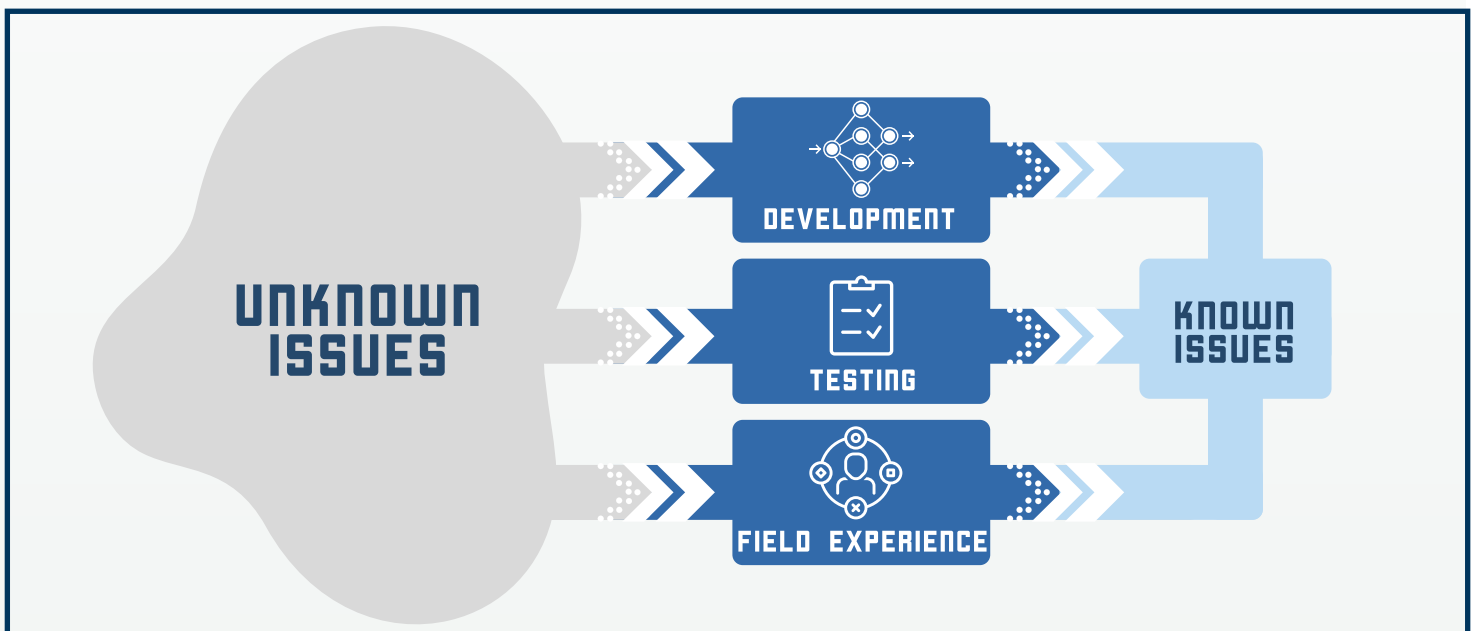 UNKNOWN
ISSUES
DEVELOPMENT
TESTING
FIELD EXPERIENCE
KNOWN
ISSUES